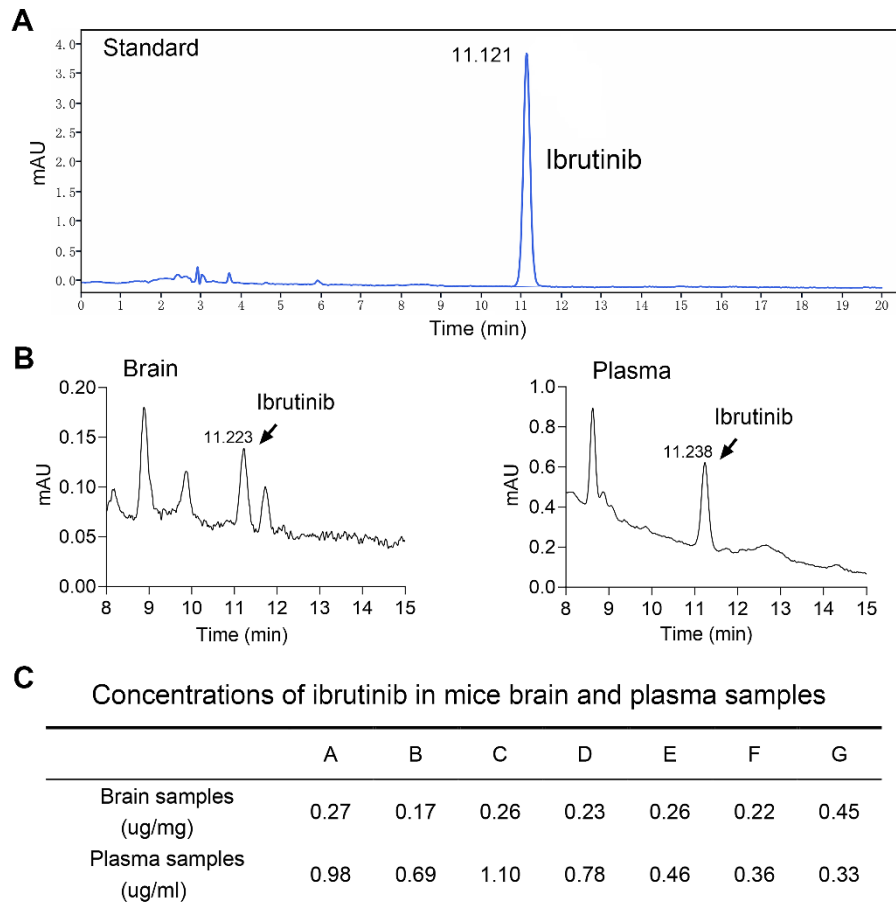 A
Standard
11.121
Ibrutinib
mAU
4.0
3.5
3.0
2.5
2.0
1.5
1.0
0.5
0.0
0 1 2 3 4 5 6 7 8 9 10 11 12 13 14 15 16 17 18 19 20
Time (min)
B
Brain
Ibrutinib
11.223
mAU
0.20
0.15
0.10
0.05
0.00
8 9 10 11 12 13 14 15
Time (min)
Plasma
Ibrutinib
11.238
mAU
1.0
0.8
0.6
0.4
0.2
0.0
8 9 10 11 12 13 14 15
Time (min)
C
Concentrations of ibrutinib in mice brain and plasma samples
A B C D E F G
Brain samples
(ug/mg)
0.27 0.17 0.26 0.23 0.26 0.22 0.45
Plasma samples
(ug/ml)
0.98 0.69 1.10 0.78 0.46 0.36 0.33